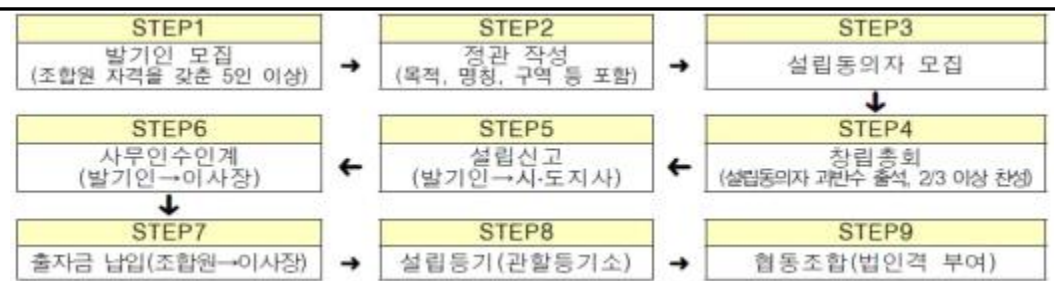 STEP1
발기인 모집
(조합원 자격을 갖춘 5인 이상)
→
STEP2
정관 작성
(목적, 명칭, 구역 등 포함)
→
STEP3
설립동의자 모집
↓
STEP4
창립총회
(설립동의자 과반수 출석, 2/3 이상 찬성)
←
STEP5
설립신고
(발기인→시·도지사)
←
STEP6
사무인수인계
(발기인→이사장)
↓
STEP7
출자금 납입(조합원→이사장)
→
STEP8
설립등기(관할등기소)
→
STEP9
협동조합(법인격 부여)